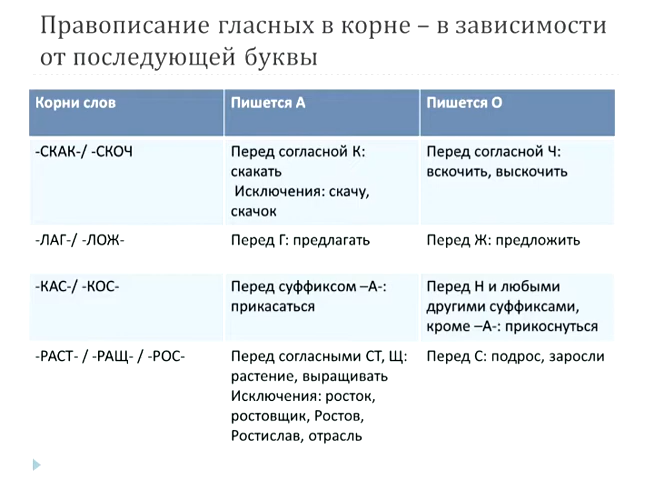 Правописание гласных в корне – в зависимости
от последующей буквы
Корни слов
Пишется А
Пишется О
-СКАК-/ -СКОЧ
Перед согласной К:
скакать
Исключения: скачу,
скачок
Перед согласной Ч:
вскочить, выскочить
-ЛАГ-/ -ЛОЖ-
Перед Г: предлагать
Перед Ж: предложить
-КАС-/ -КОС-
Перед суффиксом –А-:
прикасаться
Перед Н и любыми
другими суффиксами,
кроме –А-: прикоснуться
-РАСТ- / -РАЩ- / -РОС-
Перед согласными СТ, Щ:
растение, выращивать
Исключения: росток,
ростовщик, Ростов,
Ростислав, отрасль
Перед С: подрос, заросли